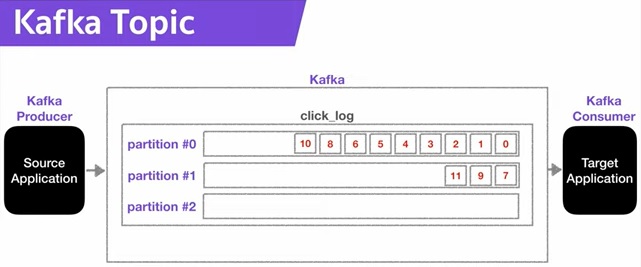 Kafka Topic
Kafka
Kafka
Producer
Kafka
Consumer
click_log
Source
Application
Target
Application
partition #0
10 8 6 5 4 3 2 1 0
partition #1
11 9 7
partition #2